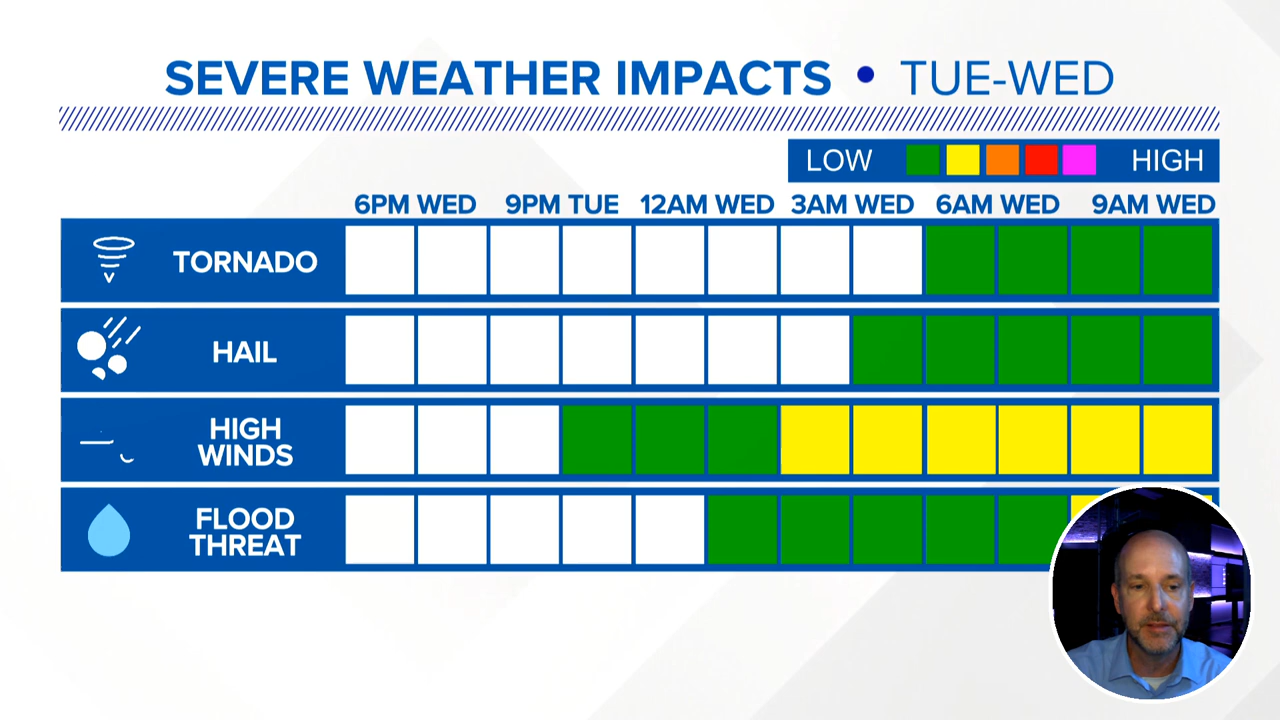 SEVERE WEATHER IMPACTS • TUE-WED
LOW HIGH
6PM WED 9PM TUE 12AM WED 3AM WED 6AM WED 9AM WED
TORNADO
HAIL
HIGH
WINDS
FLOOD
THREAT